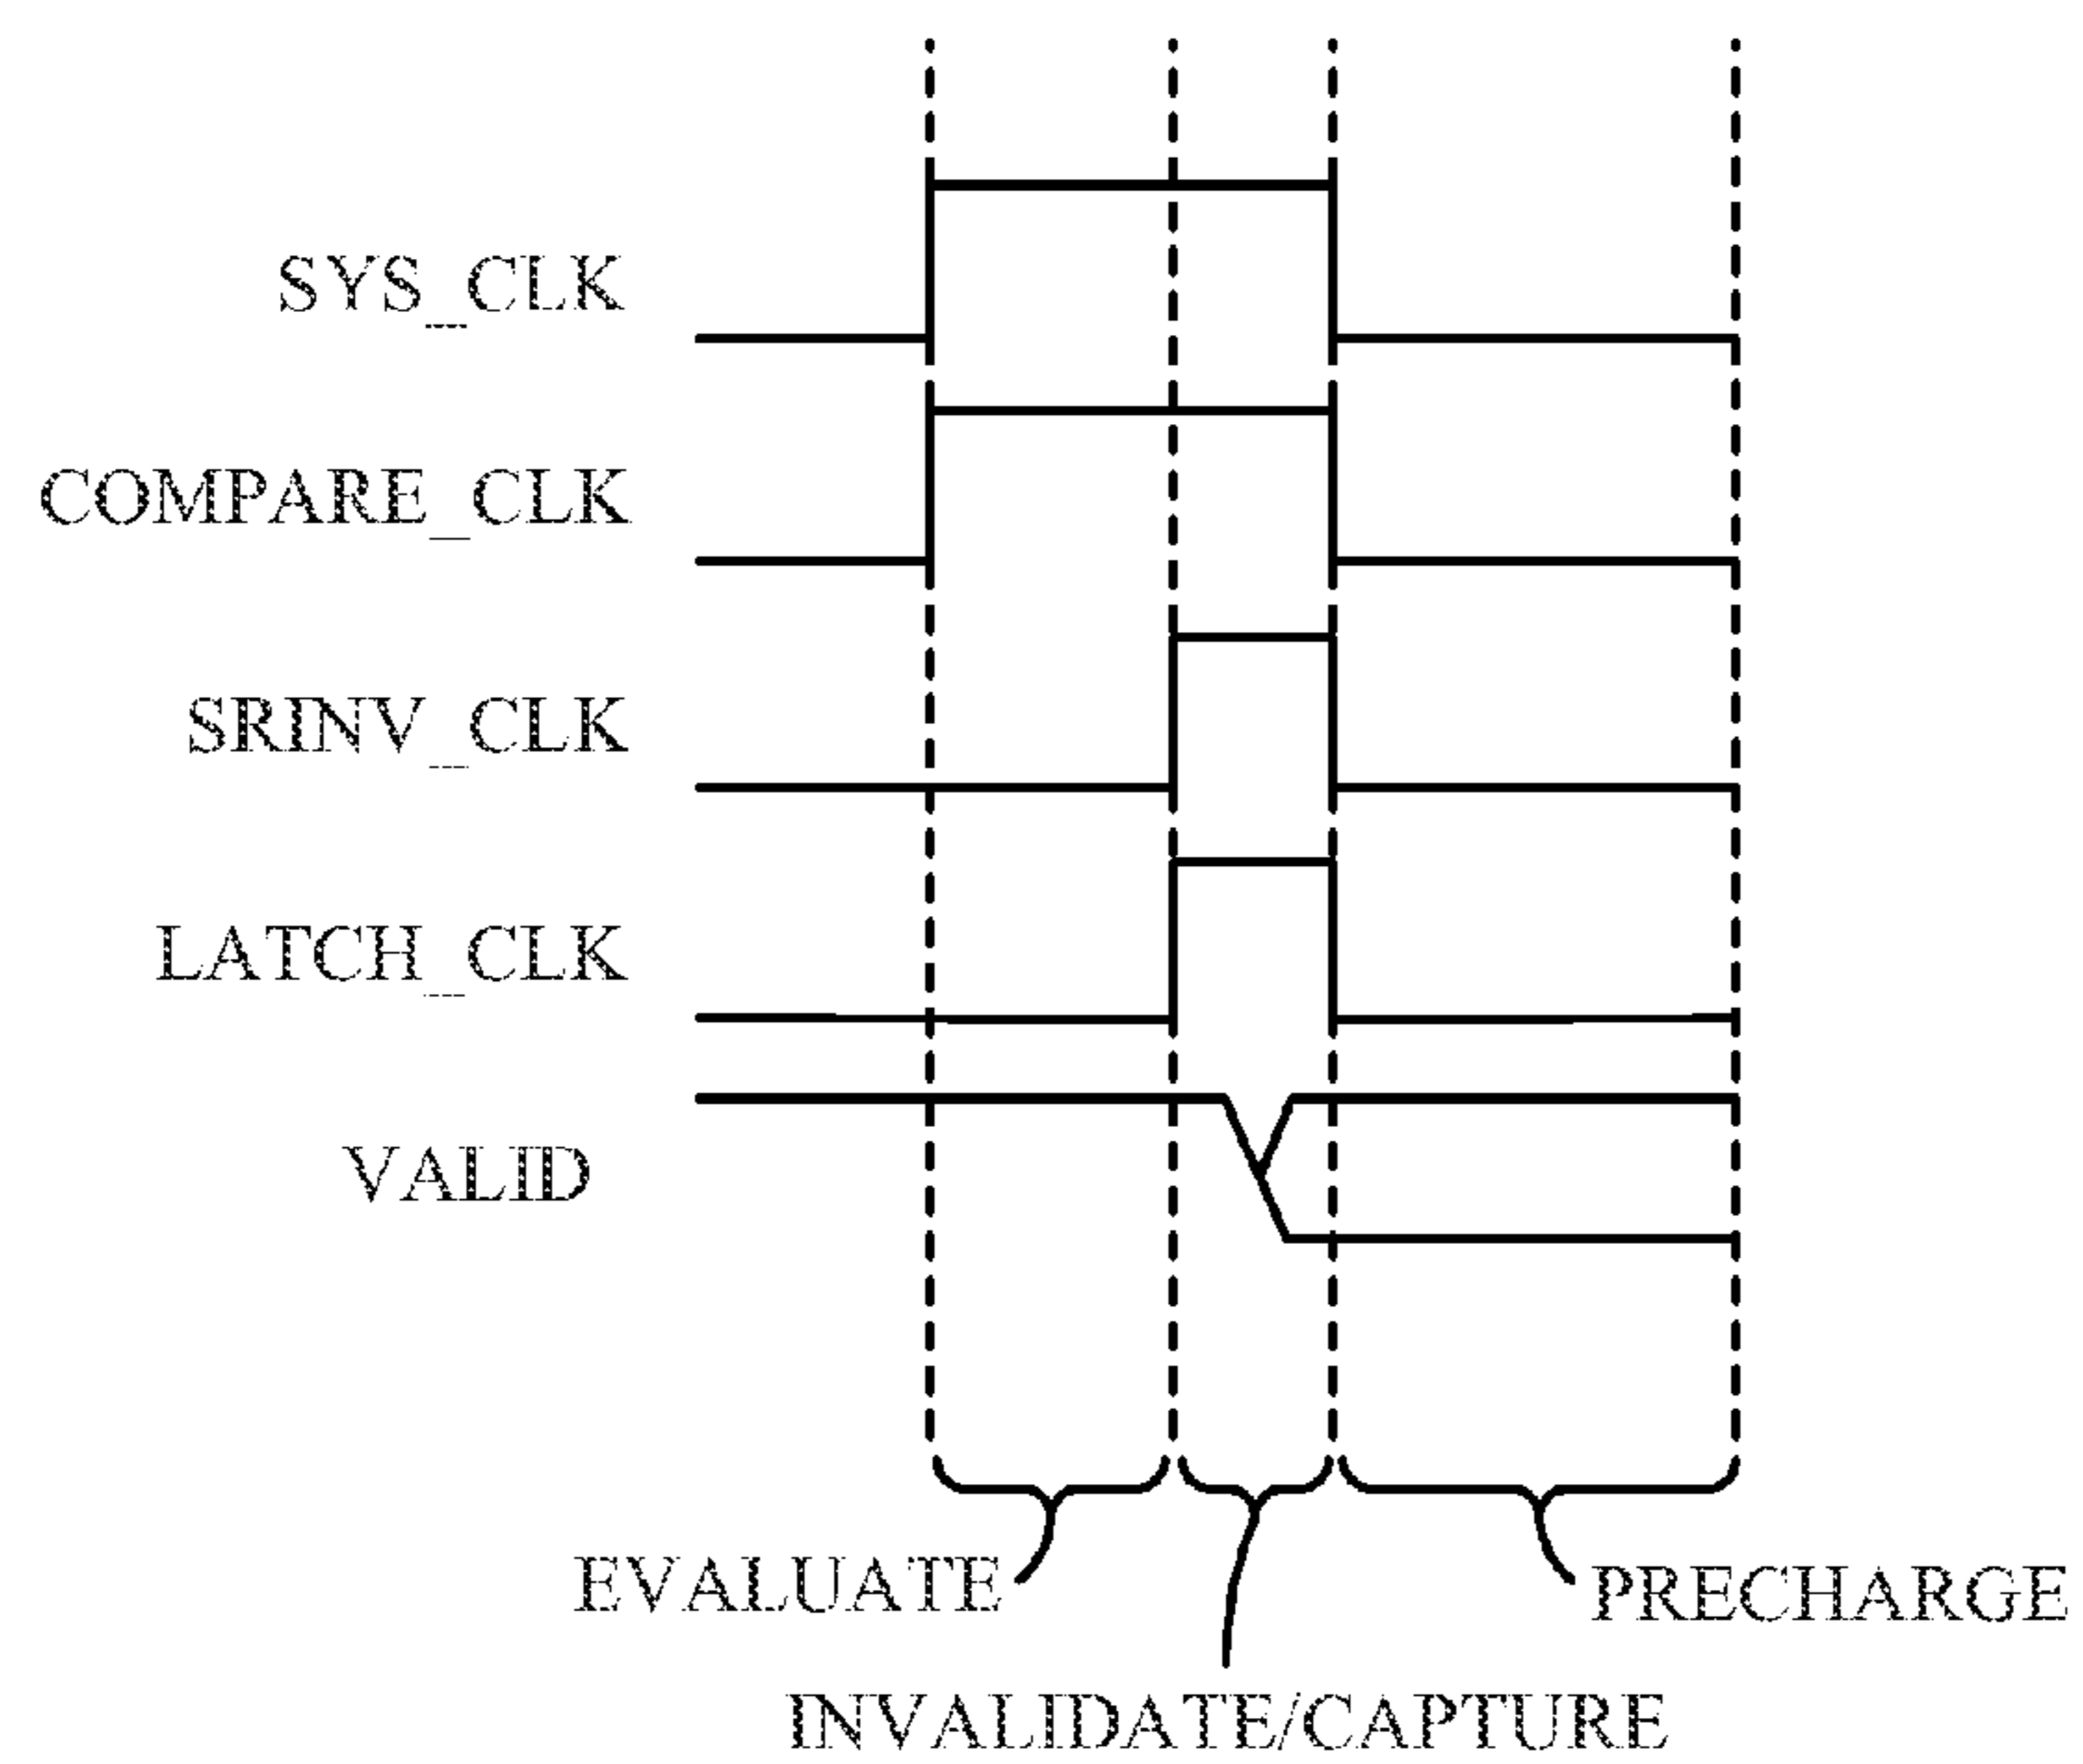 SYS_CLK
COMPARE_CLK
SRINV_CLK
LATCH_CLK
VALID
EVALUATE
PRECHARGE
INVALIDATE/CAPTURE